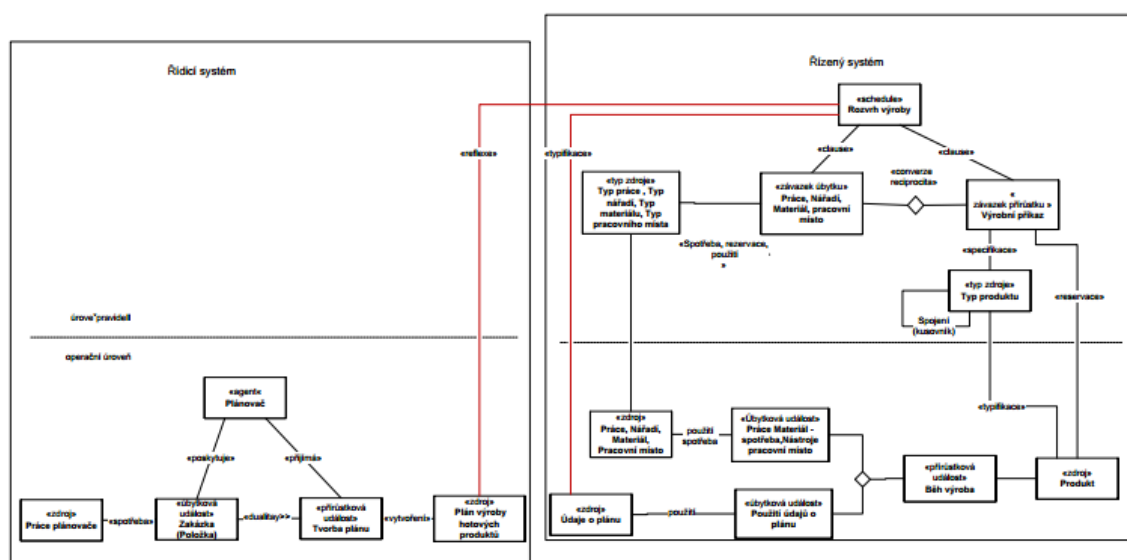 Řídicí systém
úrove"pravidell
operační úroveň
«agent«
Plánovač
«poskytuje»
«přijímá»
«zdroj»
Práce plánovače
«spotřeba»
«úbytková
událost»
Zakázka
(Položka)
«dualitay>>
«přírůstková
událost»
Tvorba plánu
«vytvoření»
«zdroj»
Plán výroby
hotových
produktů
«reflexe»
«typifikace»
Řízený systém
«schedule»
Rozvrh výroby
«clause»
«clause»
«typ zdroje»
Typ práce , Typ
nářadí, Typ
materiálu, Typ
pracovního místa
«závazek úbytku»
Práce, Nářadí,
Materiál, pracovní
místo
«converze
reciprocita»
«
závazek přírůstku »
Výrobní příkaz
«Spotřeba, rezervace,
použití
»
«specifikace»
«typ zdroje»
Typ produktu
Spojení
(kusovník)
«reservace»
«typifikace»
«zdroj»
Práce, Nářadí,
Materiál,
Pracovní místo
použití
spotřeba
«Úbytková událost»
Práce Materiál -
spotřeba,Nástroje
pracovní místo
«přírůstková
událost»
Běh výroba
«zdroj»
Produkt
«zdroj»
Údaje o plánu
použití
«úbytková událost»
Použití údajů o
plánu